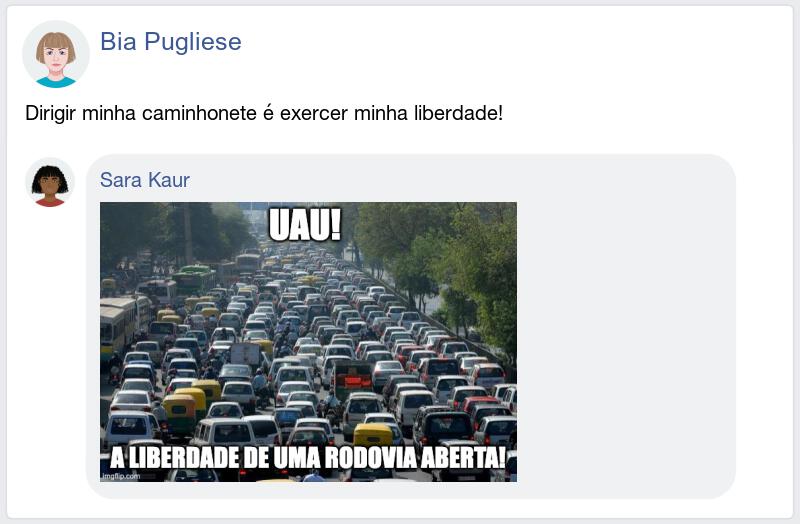 Bia Pugliese
Dirigir minha caminhonete é exercer minha liberdade!
Sara Kaur
UAU!
A LIBERDADE DE UMA RODOVIA ABERTA!
imgflip.com